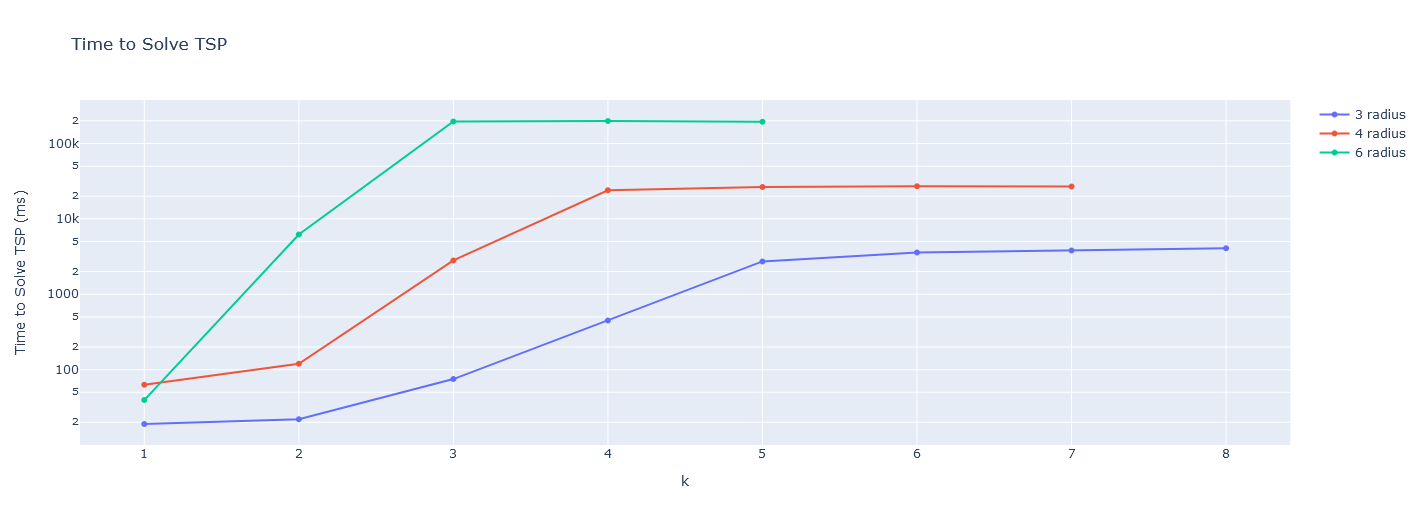 Time to Solve TSP
3 radius
4 radius
6 radius
Time to Solve TSP (ms)
2
100k
5
2
10k
5
2
1000
5
2
100
5
2
1 2 3 4 5 6 7 8
k